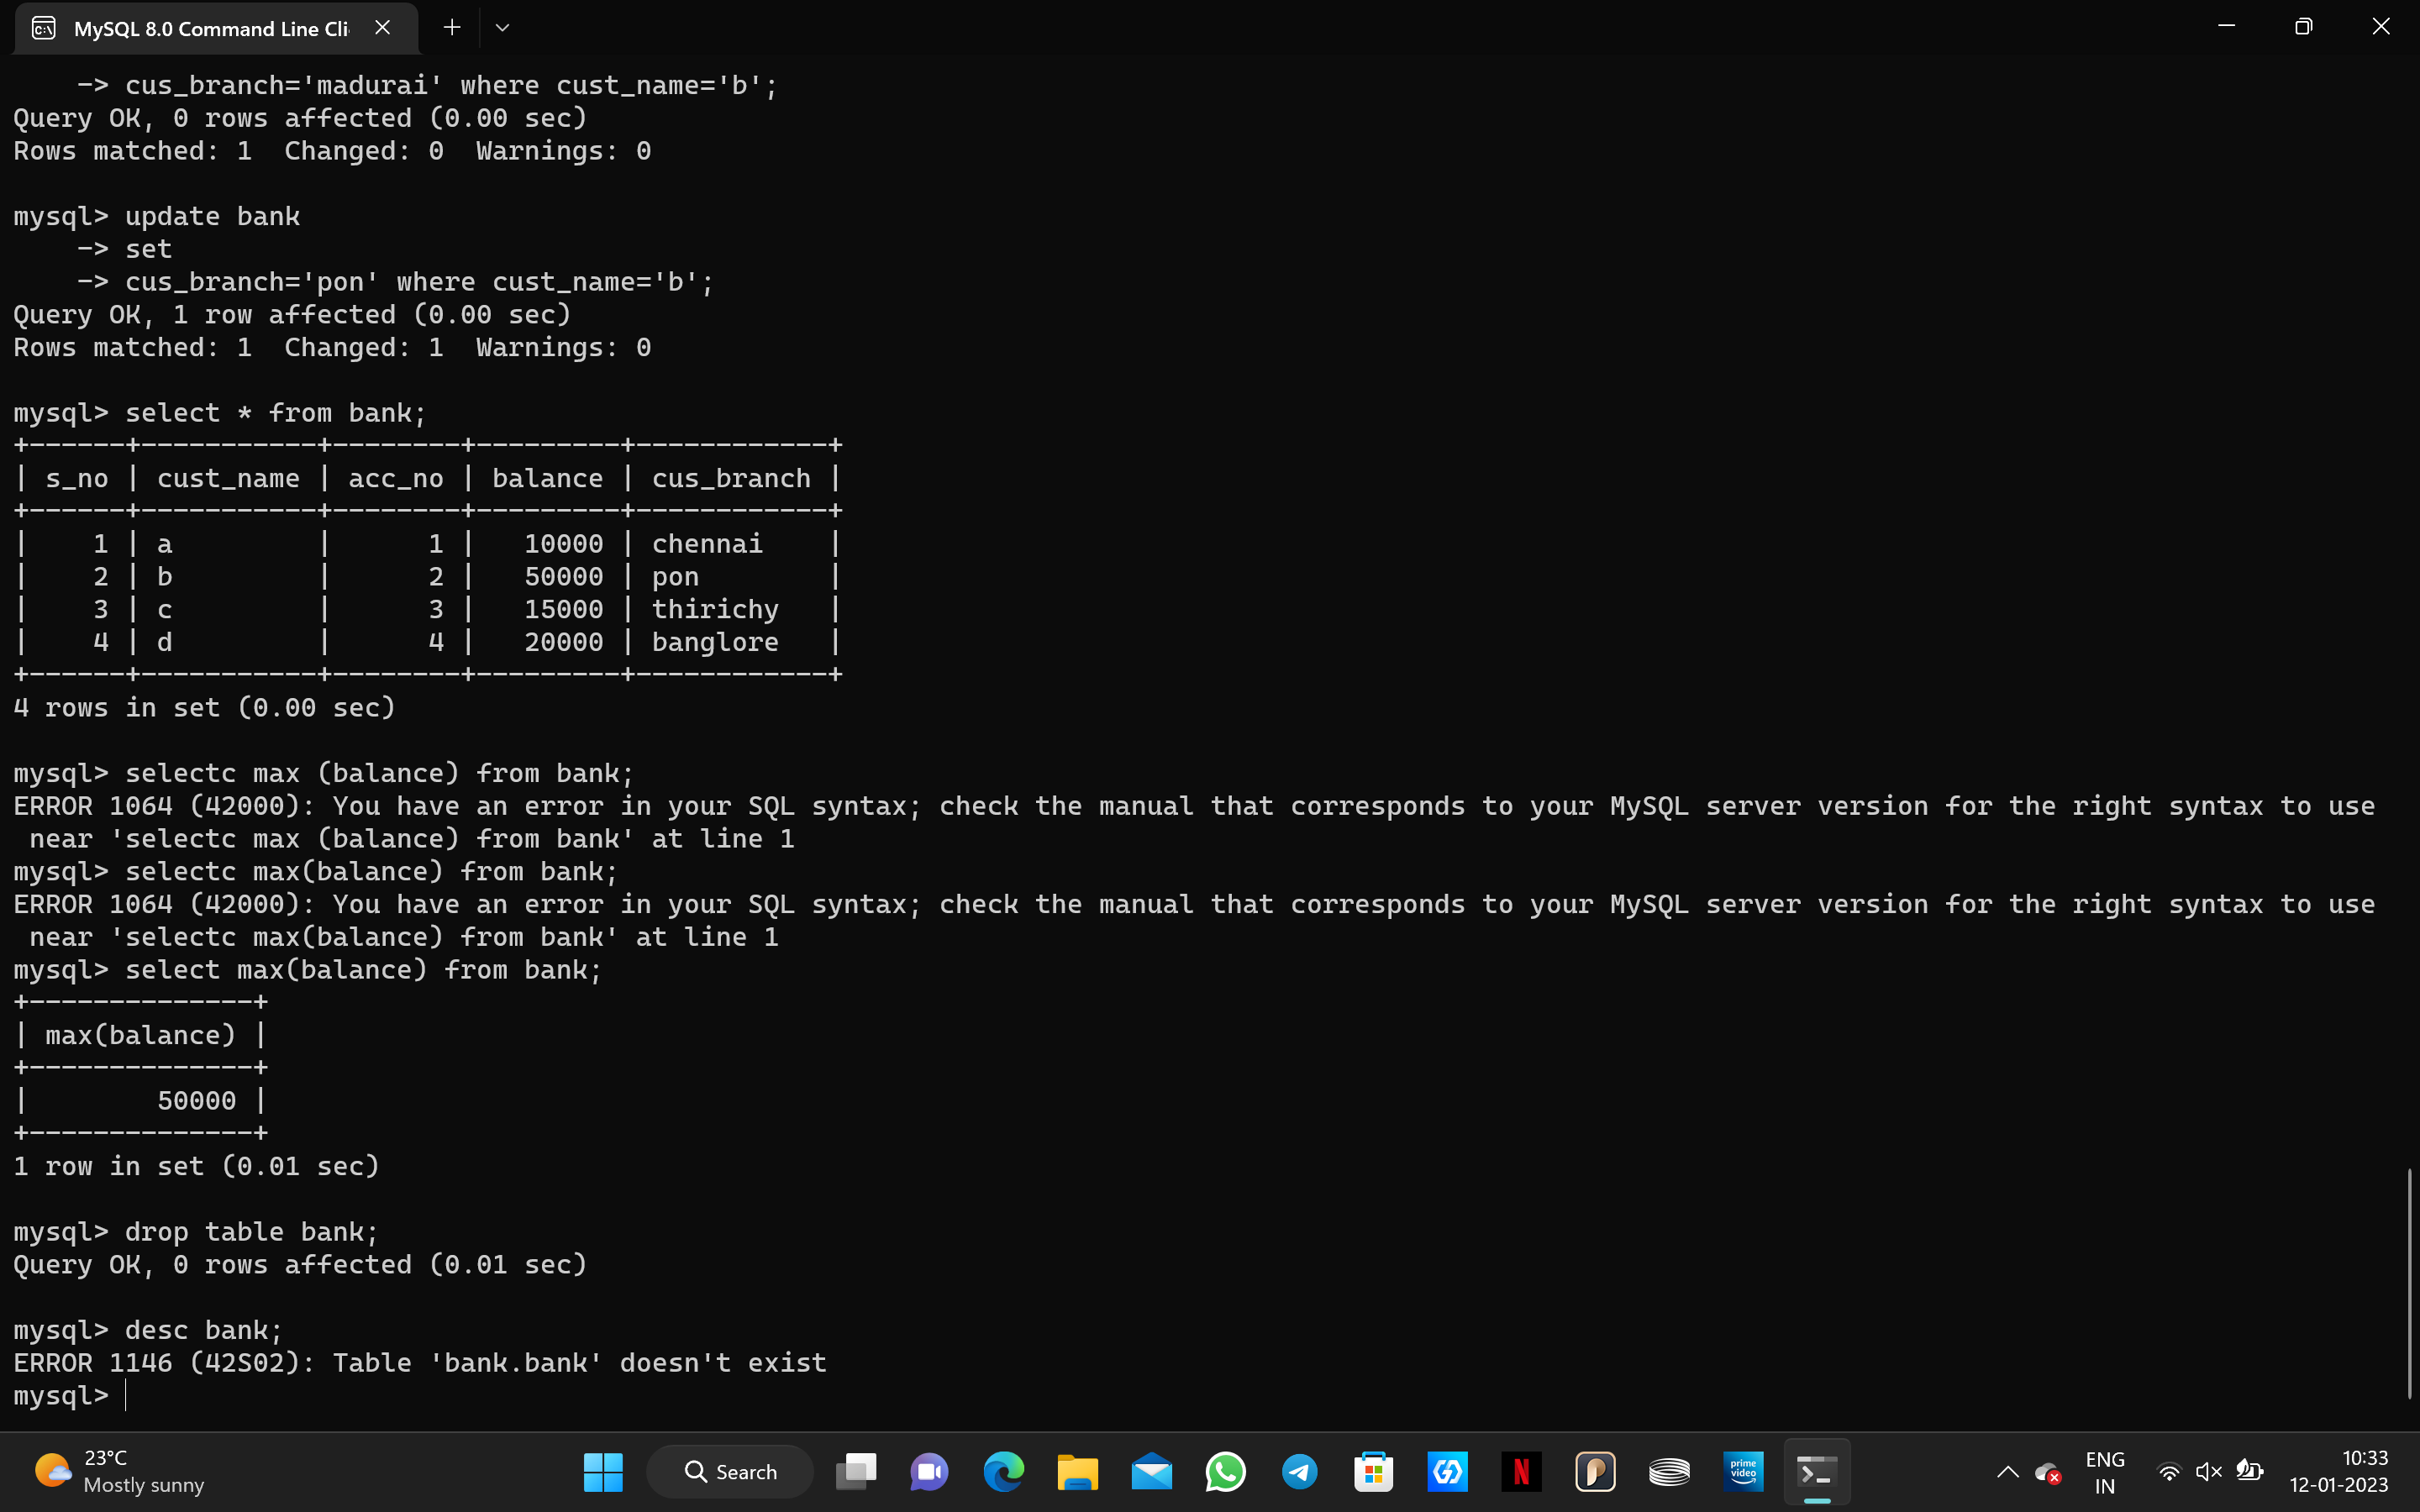 MySQL 8.0 Command Line Cli
    -> cus_branch='madurai' where cust_name='b';
Query OK, 0 rows affected (0.00 sec)
Rows matched: 1  Changed: 0  Warnings: 0

mysql> update bank
    -> set
    -> cus_branch='pon' where cust_name='b';
Query OK, 1 row affected (0.00 sec)
Rows matched: 1  Changed: 1  Warnings: 0

mysql> select * from bank;
+------+-----------+--------+---------+------------+
| s_no | cust_name | acc_no | balance | cus_branch |
+------+-----------+--------+---------+------------+
|    1 | a         |      1 |   10000 | chennai    |
|    2 | b         |      2 |   50000 | pon        |
|    3 | c         |      3 |   15000 | thirichy   |
|    4 | d         |      4 |   20000 | banglore   |
+------+-----------+--------+---------+------------+
4 rows in set (0.00 sec)

mysql> selectc max (balance) from bank;
ERROR 1064 (42000): You have an error in your SQL syntax; check the manual that corresponds to your MySQL server version for the right syntax to use
 near 'selectc max (balance) from bank' at line 1
mysql> selectc max(balance) from bank;
ERROR 1064 (42000): You have an error in your SQL syntax; check the manual that corresponds to your MySQL server version for the right syntax to use
 near 'selectc max(balance) from bank' at line 1
mysql> select max(balance) from bank;
+--------------+
| max(balance) |
+--------------+
|        50000 |
+--------------+
1 row in set (0.01 sec)

mysql> drop table bank;
Query OK, 0 rows affected (0.01 sec)

mysql> desc bank;
ERROR 1146 (42S02): Table 'bank.bank' doesn't exist
mysql>
23°C
Mostly sunny
Search
prime video
ENG
IN
10:33
12-01-2023